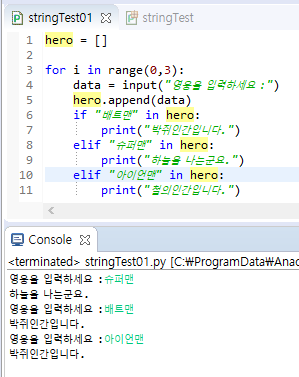 stringTest01
stringTest
1 hero = []
2
3 for i in range(0,3):
4 data = input("영웅을 입력하세요 :")
5 hero.append(data)
6 if "배트맨" in hero:
7 print("박쥐인간입니다.")
8 elif "슈퍼맨" in hero:
9 print("하늘을 나는군요.")
10 elif "아이언맨" in hero:
11 print("철의인간입니다.")
Console
<terminated> stringTest01.py [C:₩ProgramData₩Anac
영웅을 입력하세요 :슈퍼맨
하늘을 나는군요.
영웅을 입력하세요 :배트맨
박쥐인간입니다.
영웅을 입력하세요 :아이언맨
박쥐인간입니다.